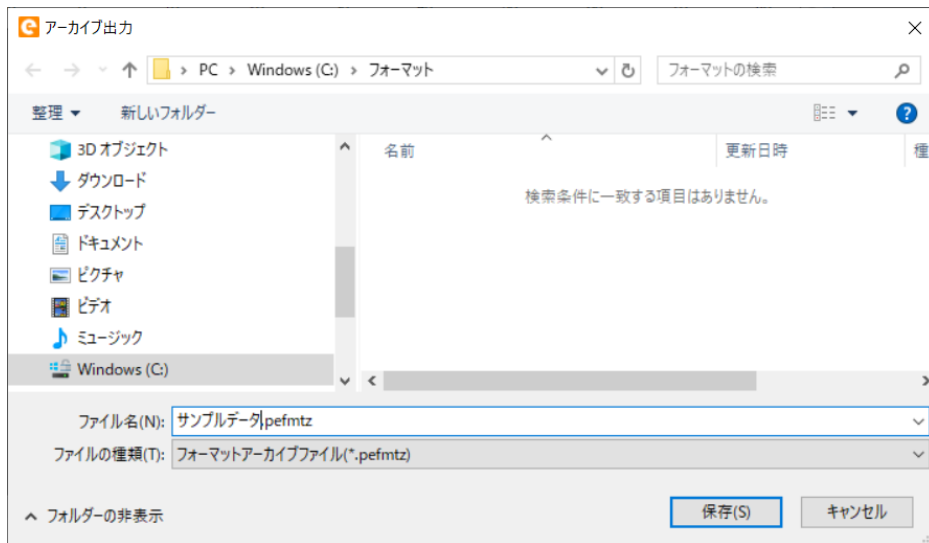 アーカイブ出力
PC > Windows (C:) > フォーマット
フォーマットの検索
整理 新しいフォルダー
3D オブジェクト
ダウンロード
デスクトップ
ドキュメント
ピクチャ
ビデオ
ミュージック
Windows (C:)
名前 更新日時 種
検索条件に一致する項目はありません。
ファイル名(N): サンプルデータ.pefmtz
ファイルの種類(T): フォーマットアーカイブファイル(*.pefmtz)
フォルダーの非表示 保存(S) キャンセル